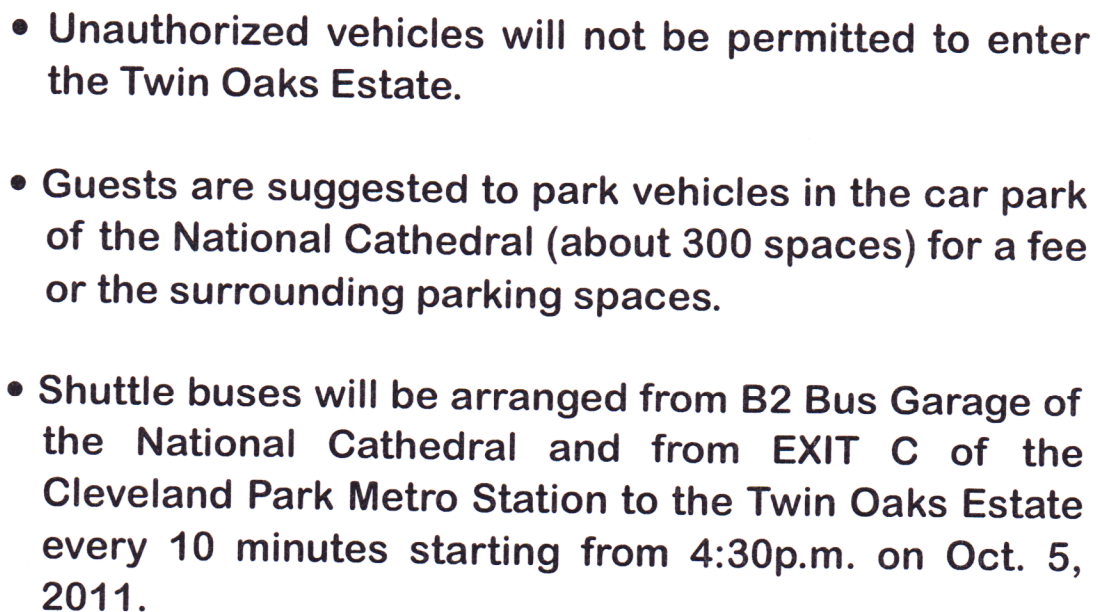 • Unauthorized vehicles will not be permitted to enter
the Twin Oaks Estate.
• Guests are suggested to park vehicles in the car park
of the National Cathedral (about 300 spaces) for a fee
or the surrounding parking spaces.
• Shuttle buses will be arranged from B2 Bus Garage of
the National Cathedral and from EXIT C of the
Cleveland Park Metro Station to the Twin Oaks Estate
every 10 minutes starting from 4:30p.m. on Oct. 5,
2011.